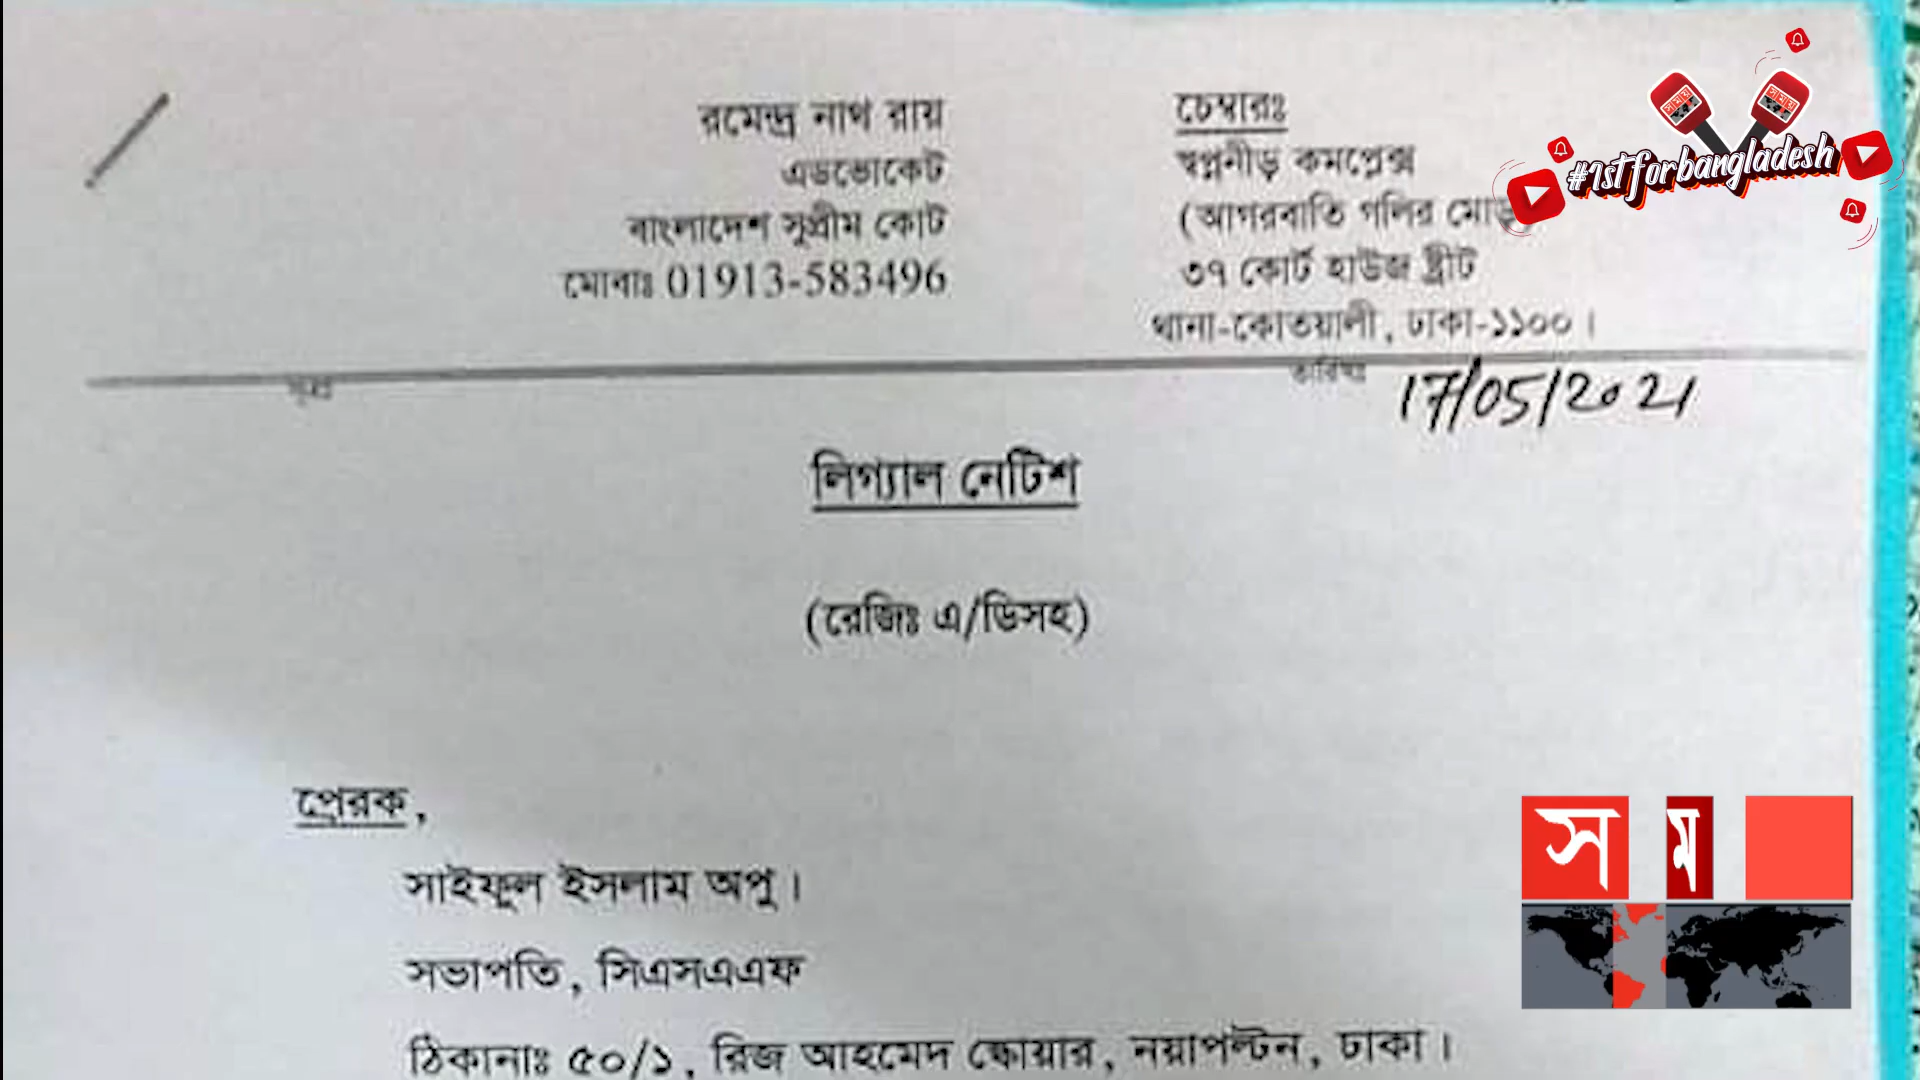 রমেন্দ্র নাথ রায়
এডভোকেট
বাংলাদেশ সুপ্রীম কোর্ট
মোবাঃ 01913-583496
চেম্বারঃ
স্বপ্ননীড় কমপ্লেক্স
(আগরবাতি গলির মোড়
৩৭ কোর্ট হাউজ ষ্ট্রীট
থানা-কোতয়ালী, ঢাকা-১১০০।
সূত্রঃ
তারিখঃ 17/05/2021
লিগ্যাল নেটিশ
(রেজিঃ এ/ডিসহ)
প্রেরক,
সাইফুল ইসলাম অপু।
সভাপতি, সিএসএএফ
ঠিকানাঃ ৫০/১, রিজ আহমেদ স্কোয়ার, নয়াপল্টন, ঢাকা।
#1stforbangladesh
স ম